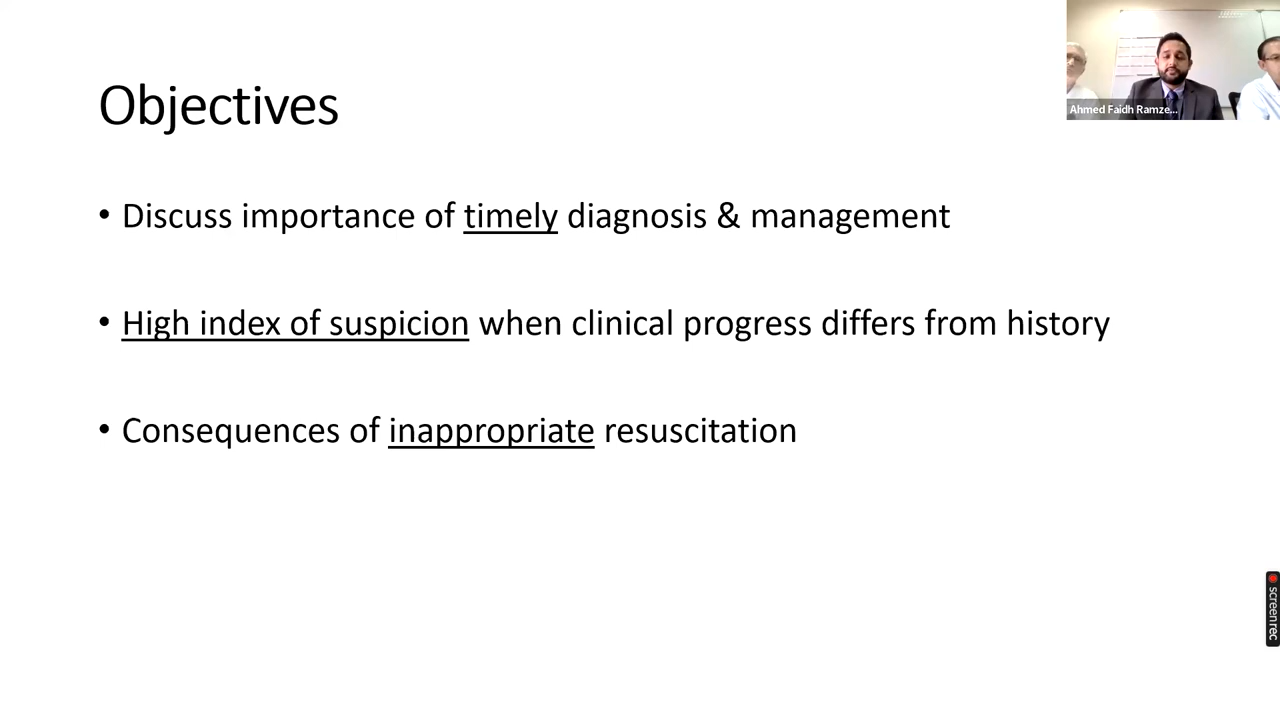 Objectives
• Discuss importance of timely diagnosis & management
• High index of suspicion when clinical progress differs from history
• Consequences of inappropriate resuscitation
Ahmed Faidh Ramze...
screenrec